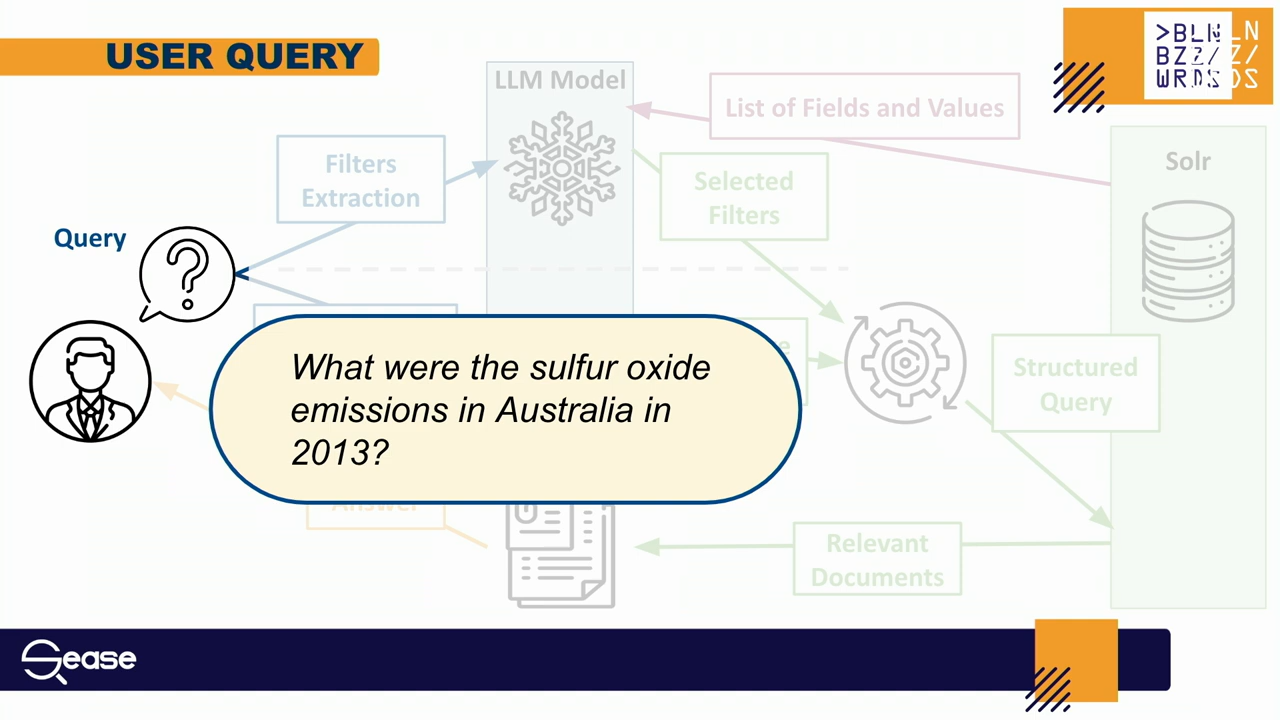 USER QUERY
LLM Model
List of Fields and Values
>BLN
BZZ/
WRDS
Filters
Extraction
Selected
Filters
Solr
Query
What were the sulfur oxide
emissions in Australia in
2013?
Structured
Query
Answer
Relevant
Documents
Sease